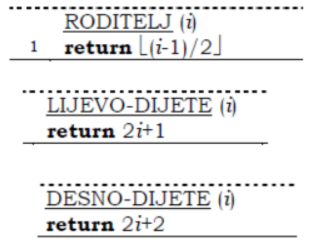 RODITELJ (i)
1 return ⌊(i-1)/2⌋
LIJEVO-DIJETE (i)
return 2i+1
DESNO-DIJETE (i)
return 2i+2